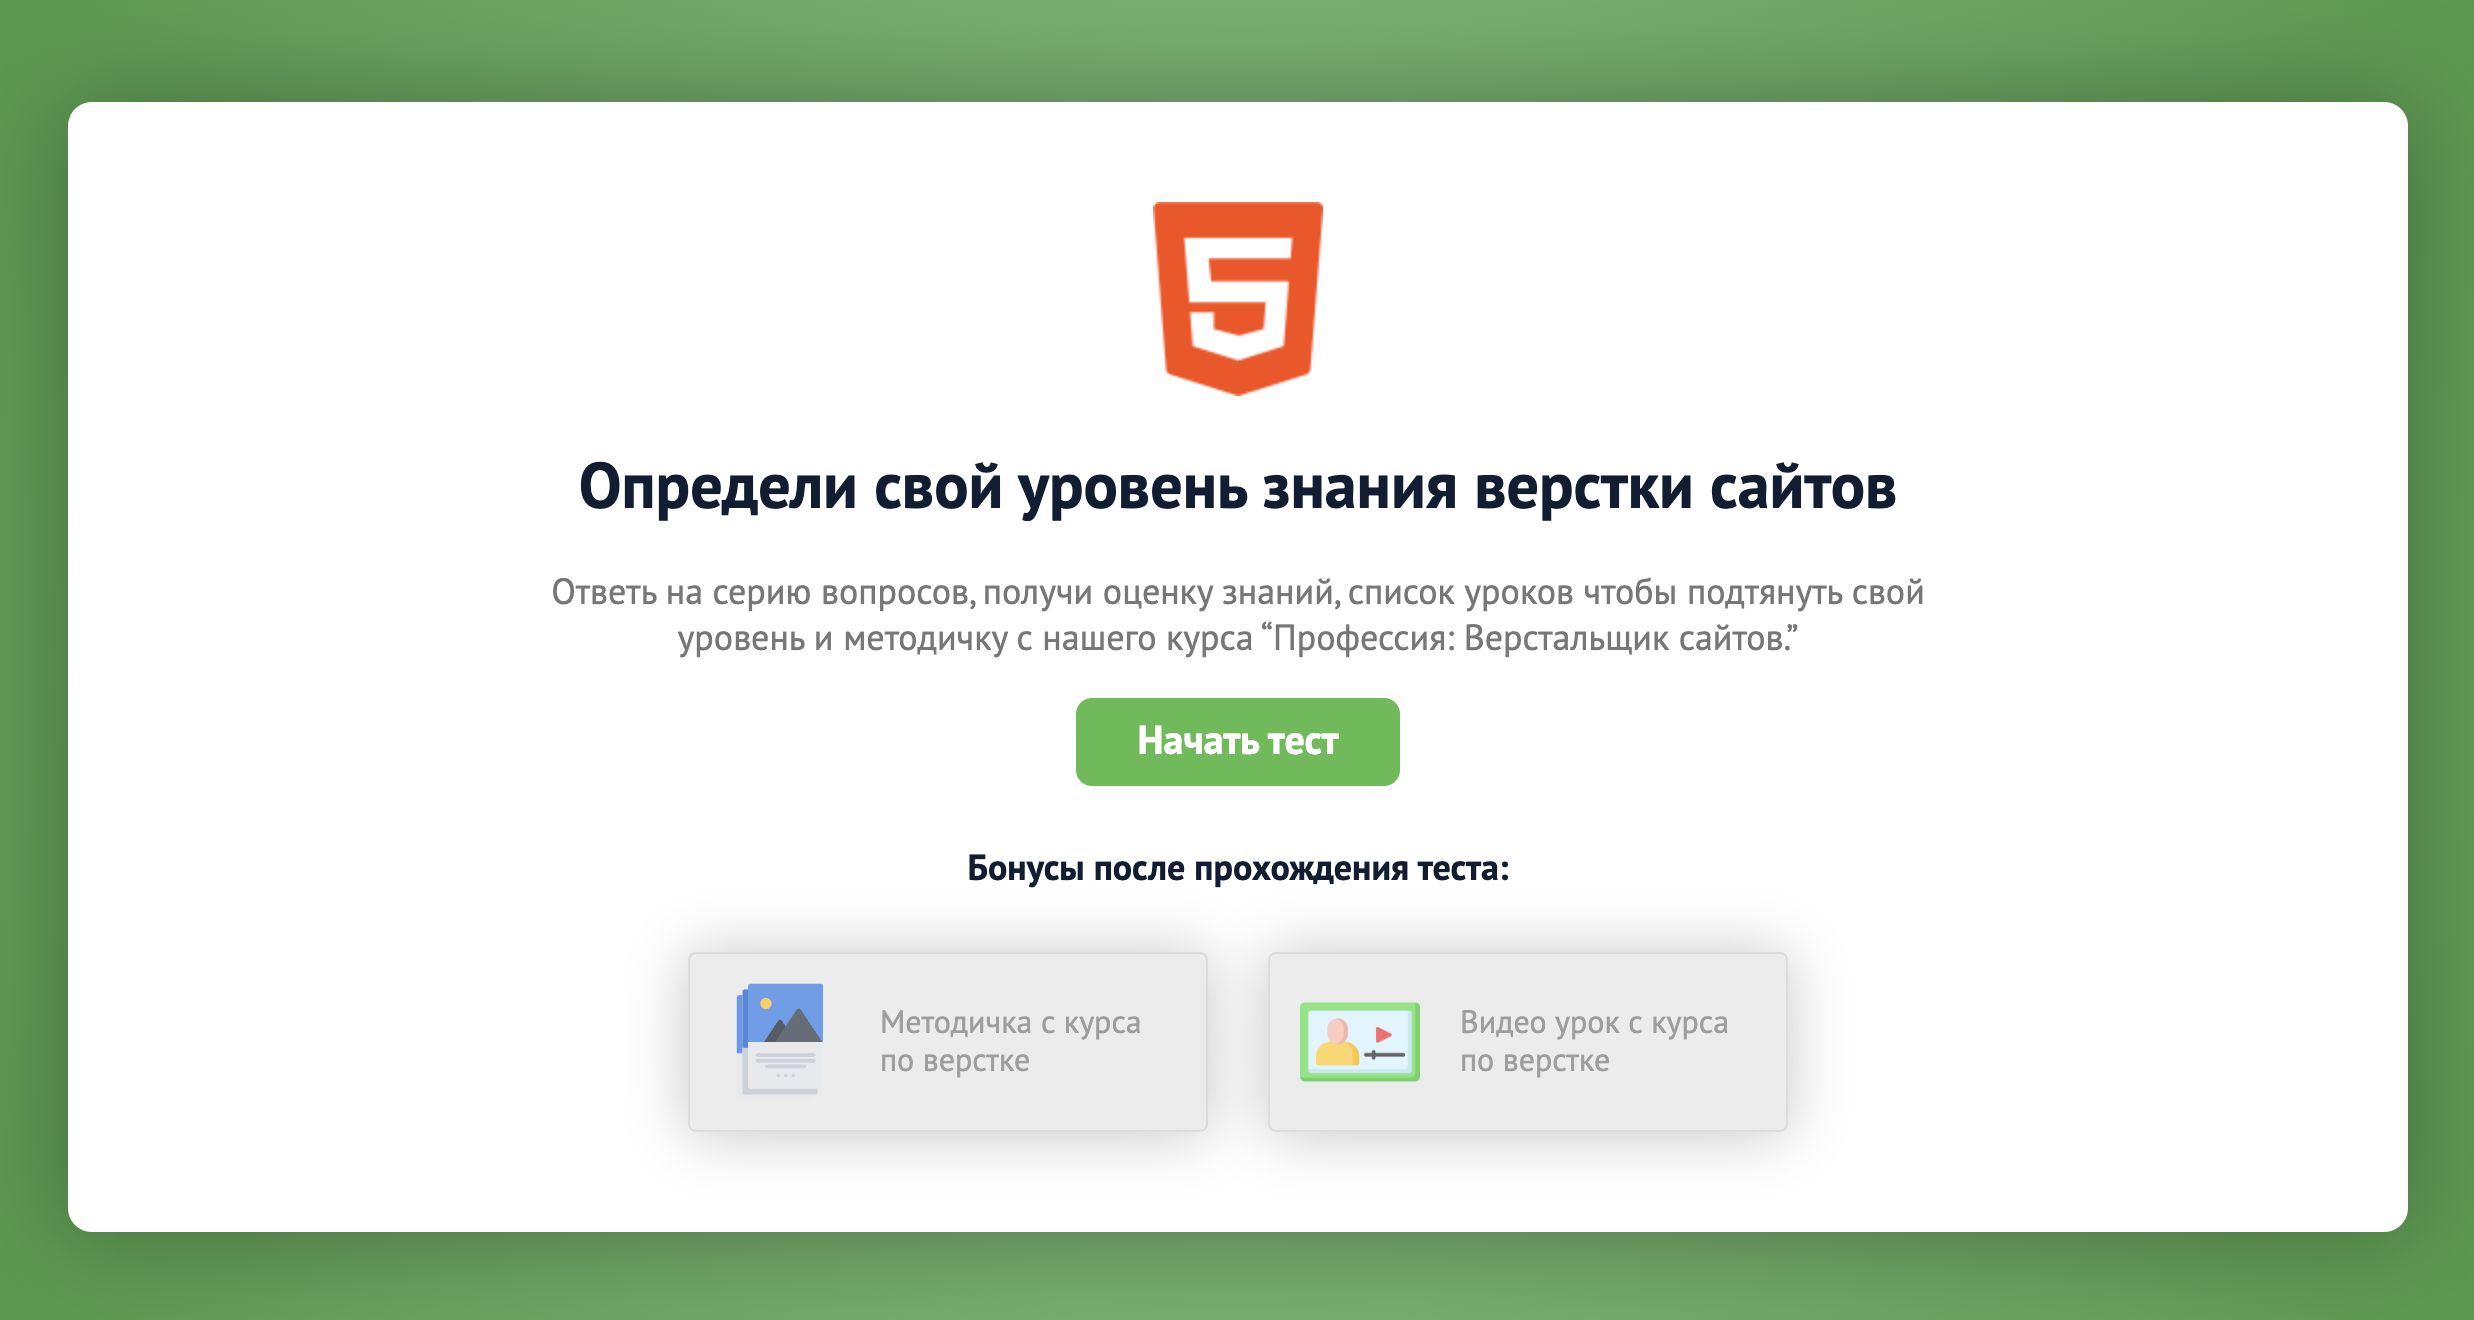 Определи свой уровень знания верстки сайтов
Ответь на серию вопросов, получи оценку знаний, список уроков чтобы подтянуть свой
уровень и методичку с нашего курса “Профессия: Верстальщик сайтов.”
Начать тест
Бонусы после прохождения теста:
Методичка с курса
по верстке
Видео урок с курса
по верстке